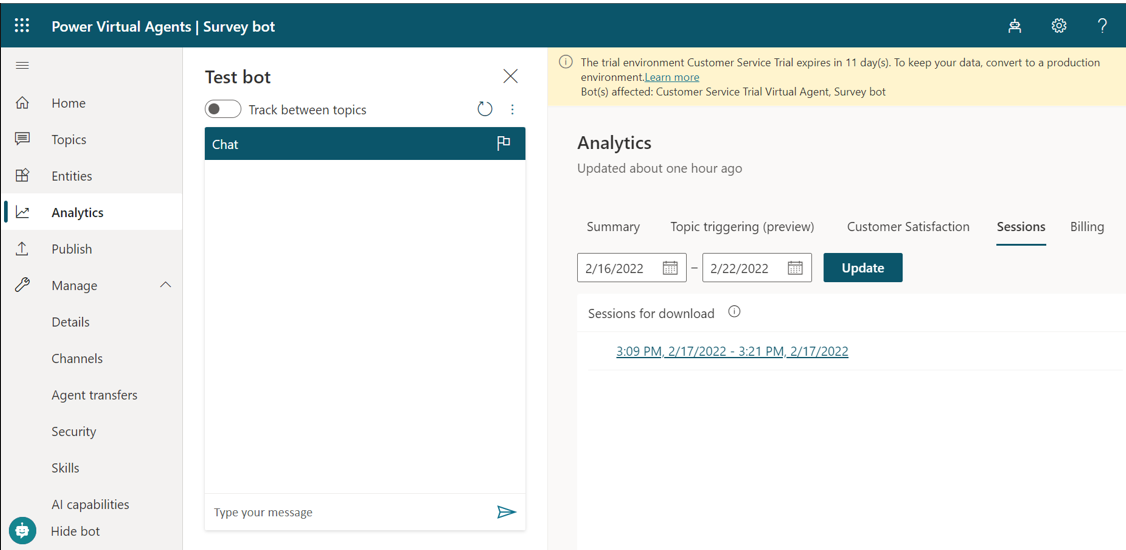 Power Virtual Agents | Survey bot
Home
Topics
Entities
Analytics
Publish
Manage
Details
Channels
Agent transfers
Security
Skills
AI capabilities
Hide bot
Test bot
Track between topics
Chat
Type your message
The trial environment Customer Service Trial expires in 11 day(s). To keep your data, convert to a production
environment.Learn more
Bot(s) affected: Customer Service Trial Virtual Agent, Survey bot
Analytics
Updated about one hour ago
Summary Topic triggering (preview) Customer Satisfaction Sessions Billing
2/16/2022 – 2/22/2022 Update
Sessions for download
3:09 PM, 2/17/2022 - 3:21 PM, 2/17/2022